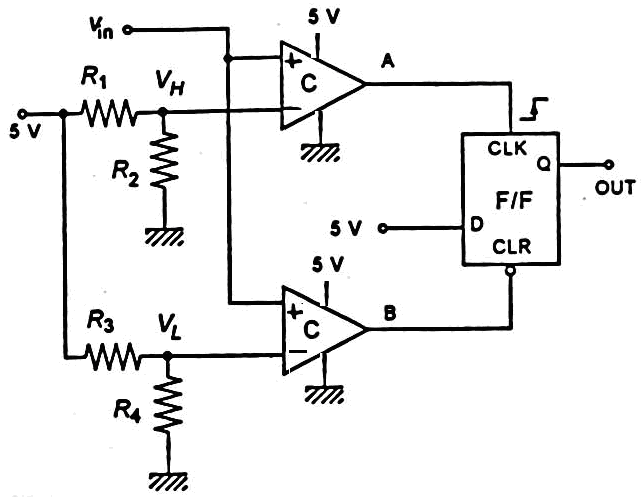 Vin
5 V
+
C
−
A
R1
VH
5 V
R2
CLK
Q
F/F
OUT
5 V
D
CLR
5 V
R3
VL
+
C
−
B
R4